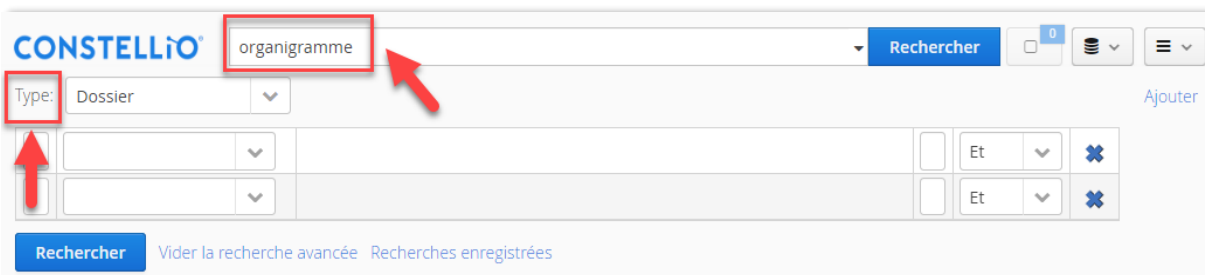 CONSTELLiO® organigramme Rechercher 0
Type: Dossier Ajouter
Et
Et
Rechercher Vider la recherche avancée Recherches enregistrées